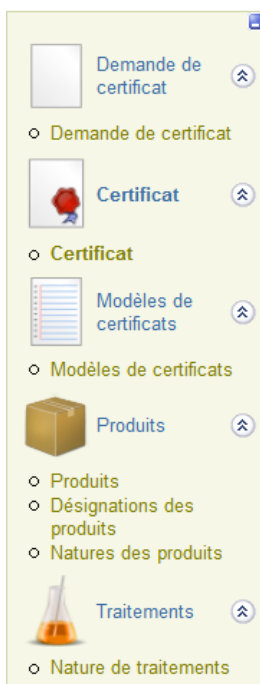 Demande de
certificat
Demande de certificat
Certificat
Certificat
Modèles de
certificats
Modèles de certificats
Produits
Produits
Désignations des
produits
Natures des produits
Traitements
Nature de traitements